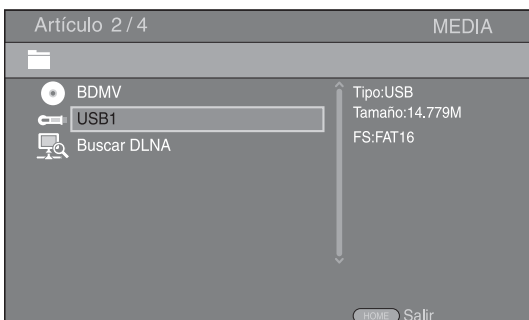 Artículo 2/4 MEDIA
BDMV
USB1
Buscar DLNA
Tipo:USB
Tamaño:14.779M
FS:FAT16
HOME Salir